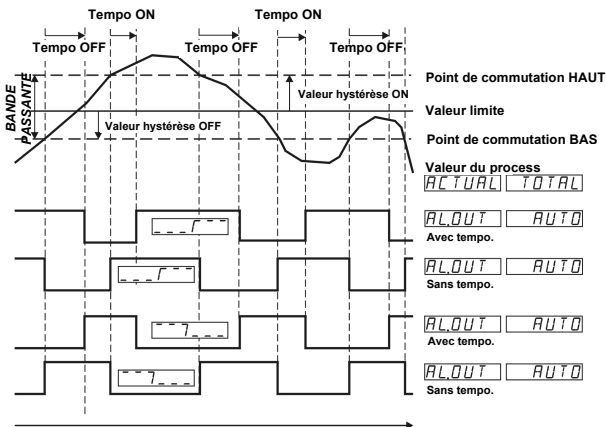 Tempo ON
Tempo ON
Tempo OFF
Tempo OFF
Tempo OFF
BANDE PASSANTE
Point de commutation HAUT
Valeur hystérèse ON
Valeur limite
Valeur hystérèse OFF
Point de commutation BAS
Valeur du process
ACTUAL TOTAL
AL.OUT AUTO
Avec tempo.
AL.OUT AUTO
Sans tempo.
AL.OUT AUTO
Avec tempo.
AL.OUT AUTO
Sans tempo.